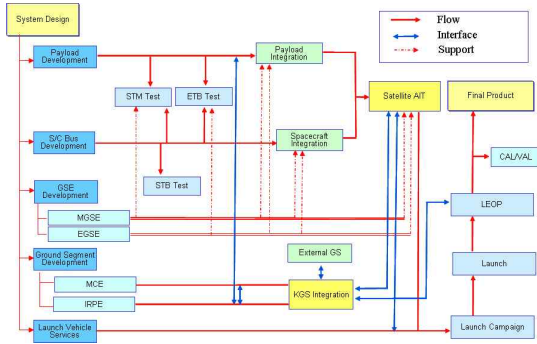 System Design
Flow
Interface
Support
Payload
Development
Payload
Integration
STM Test
ETB Test
Satellite AIT
Final Product
S/C Bus
Development
Spacecraft
Integration
CAL/VAL
STB Test
GSE
Development
LEOP
MGSE
EGSE
External GS
Ground Segment
Development
Launch
MCE
KGS Integration
IRPE
Launch Vehicle
Services
Launch Campaign